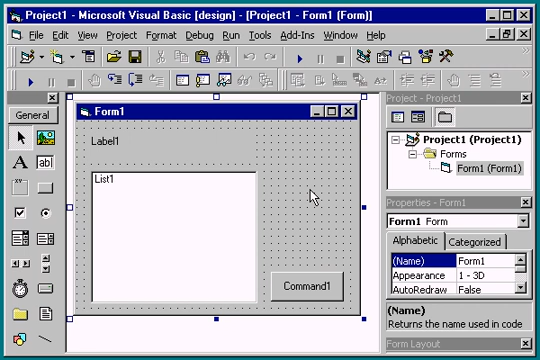 Project1 - Microsoft Visual Basic [design] - [Project1 - Form1 (Form)]
File Edit View Project Format Debug Run Tools Add-Ins Window Help
General
A
ab|
xv
Form1
Label1
List1
Command1
Project - Project1
Project1 (Project1)
Forms
Form1 (Form1)
Properties - Form1
Form1 Form
Alphabetic Categorized
(Name) Form1
Appearance 1 - 3D
AutoRedraw False
(Name)
Returns the name used in code
Form Layout